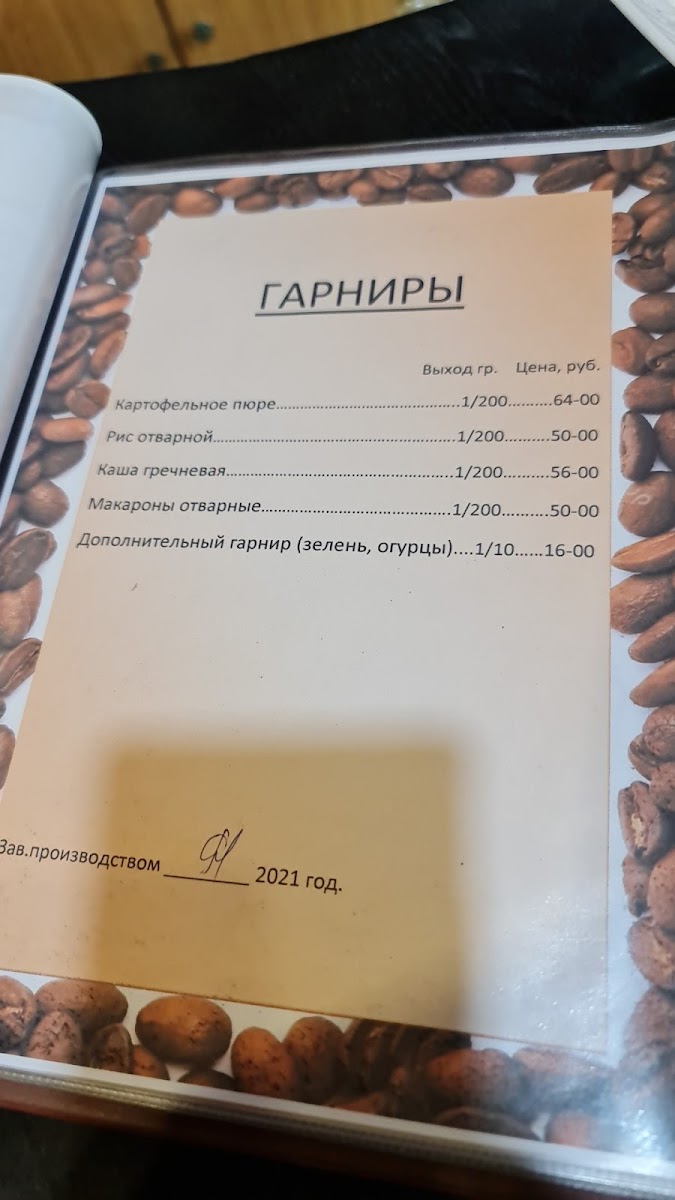 ГАРНИРЫ
Выход гр. Цена, руб.
Картофельное пюре.......................................1/200..........64-00
Рис отварной....................................................1/200..........50-00
Каша гречневая................................................1/200..........56-00
Макароны отварные........................................1/200..........50-00
Дополнительный гарнир (зелень, огурцы)....1/10......16-00
Зав.производством ________ 2021 год.